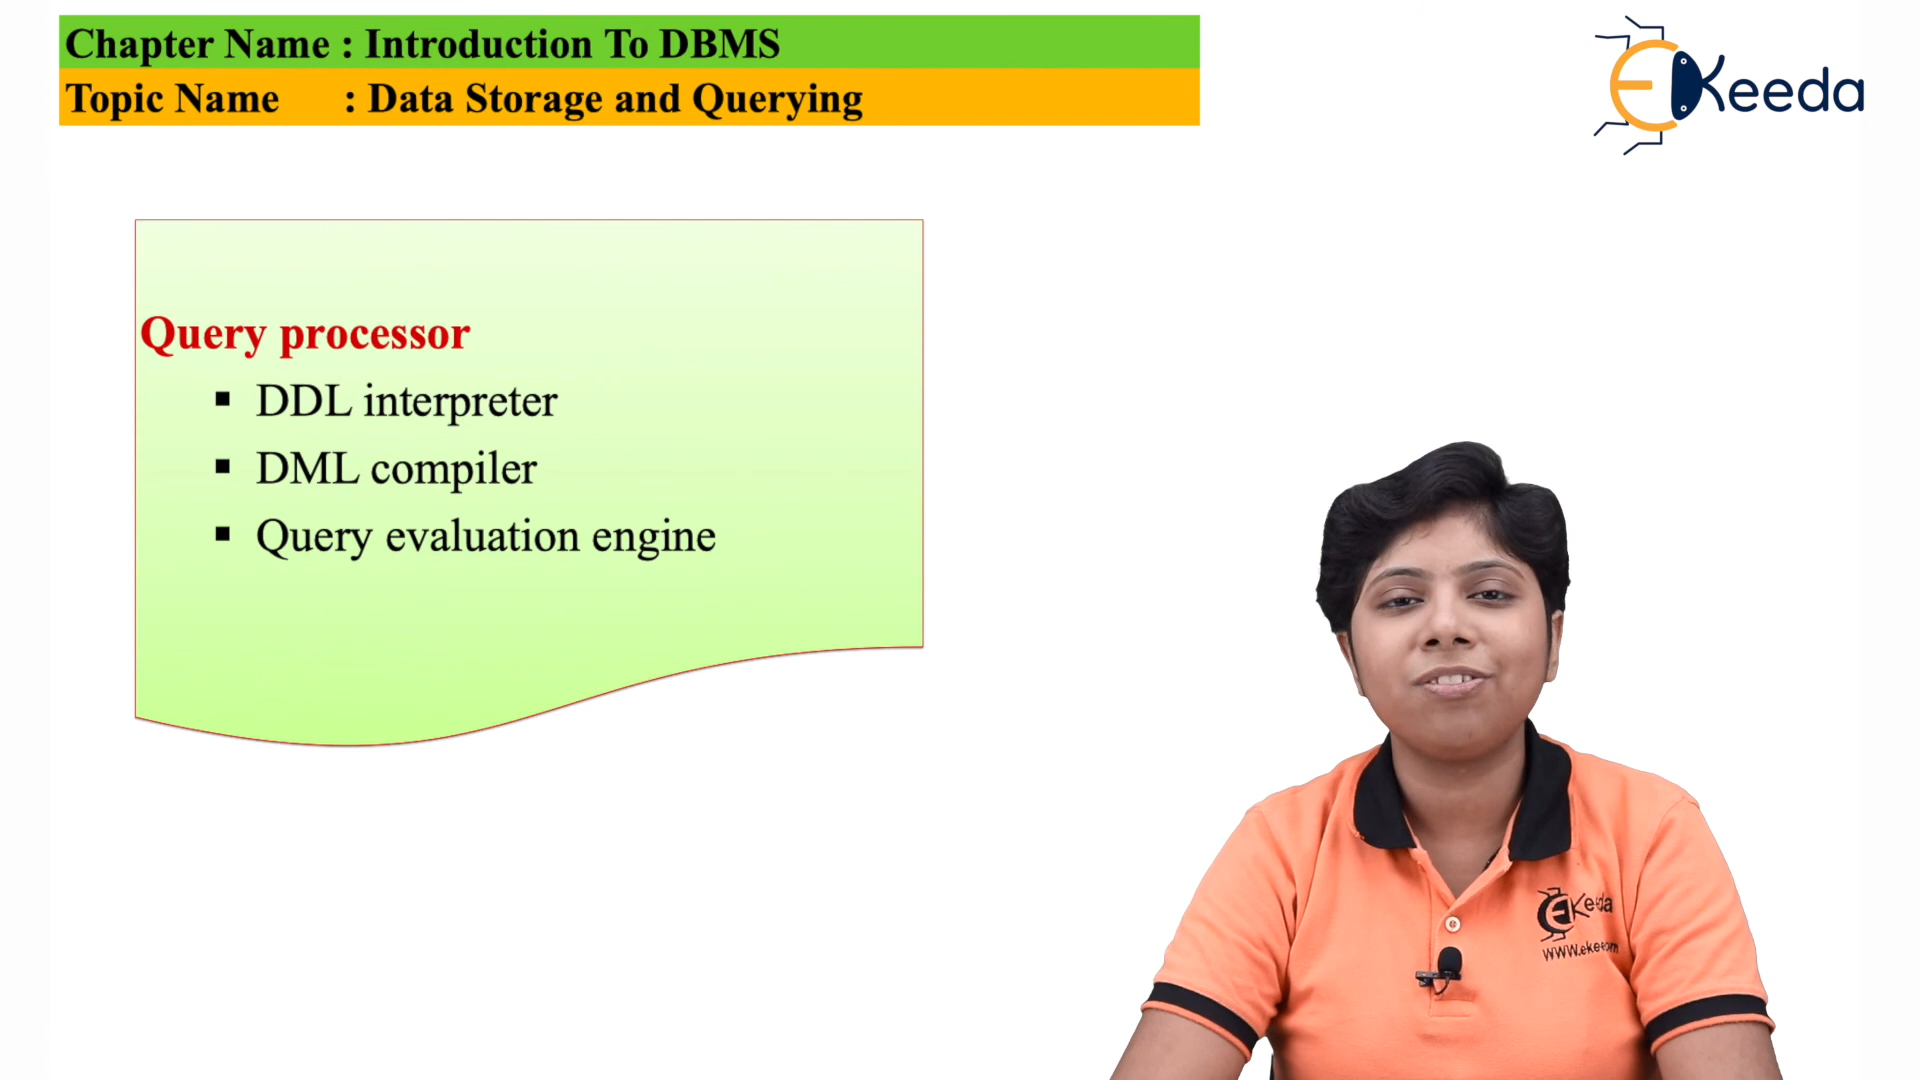 Chapter Name : Introduction To DBMS
Topic Name : Data Storage and Querying
EKeeda
Query processor
▪ DDL interpreter
▪ DML compiler
▪ Query evaluation engine